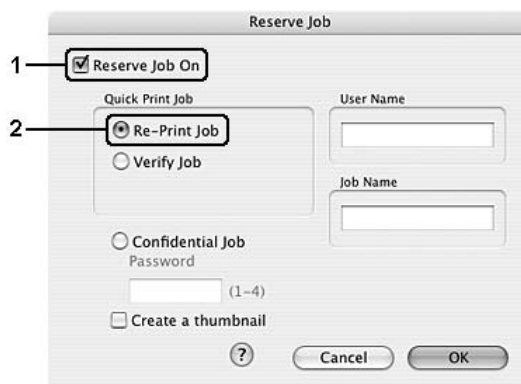 Reserve Job
1
Reserve Job On
Quick Print Job
User Name
2
Re-Print Job
Verify Job
Job Name
Confidential Job
Password
(1-4)
Create a thumbnail
?
Cancel
OK